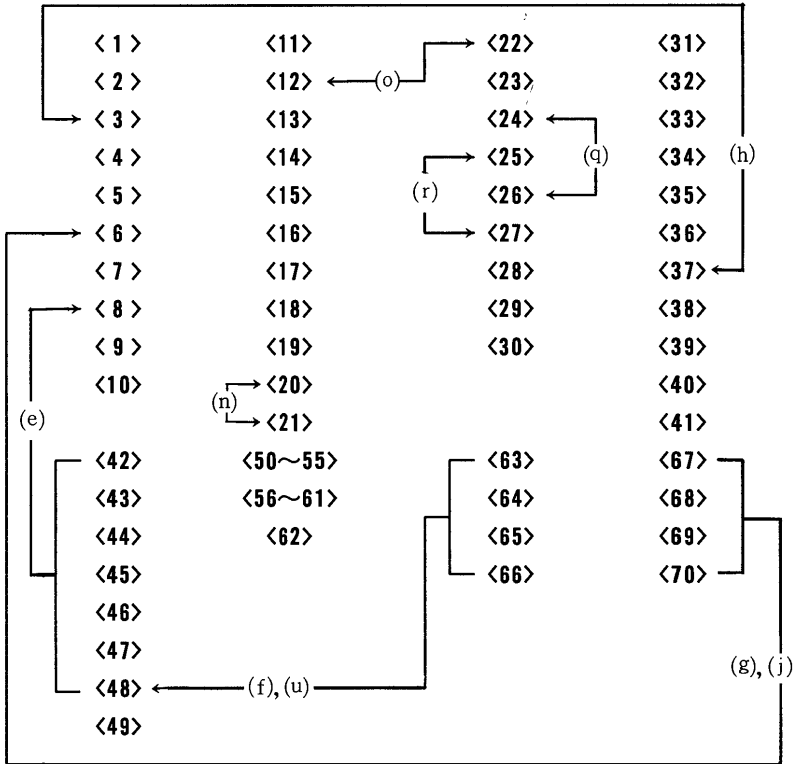 <1> <11> <22> <31>
<2> <12> (o) <23> <32>
<3> <13> <24> <33>
<4> <14> <25> (q) <34> (h)
(r)
<5> <15> <26> <35>
<6> <16> <27> <36>
<7> <17> <28> <37>
<8> <18> <29> <38>
<9> <19> <30> <39>
<10> <20> <40>
(n)
(e) <21> <41>
<42> <50～55> <63> <67>
<43> <56～61> <64> <68>
<44> <62> <65> <69>
<45> <66> <70>
<46>
<47>
(g), (j)
<48> (f), (u)
<49>